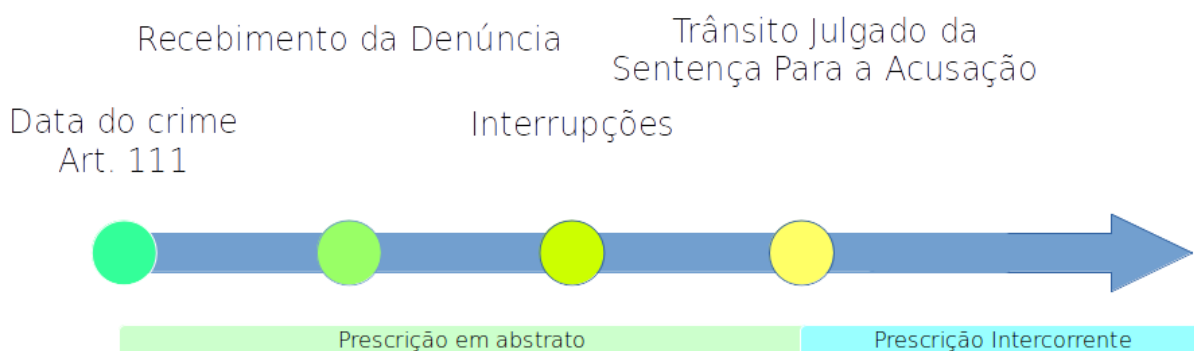 Recebimento da Denúncia
Trânsito Julgado da
Sentença Para a Acusação
Data do crime
Art. 111
Interrupções
Prescrição em abstrato
Prescrição Intercorrente